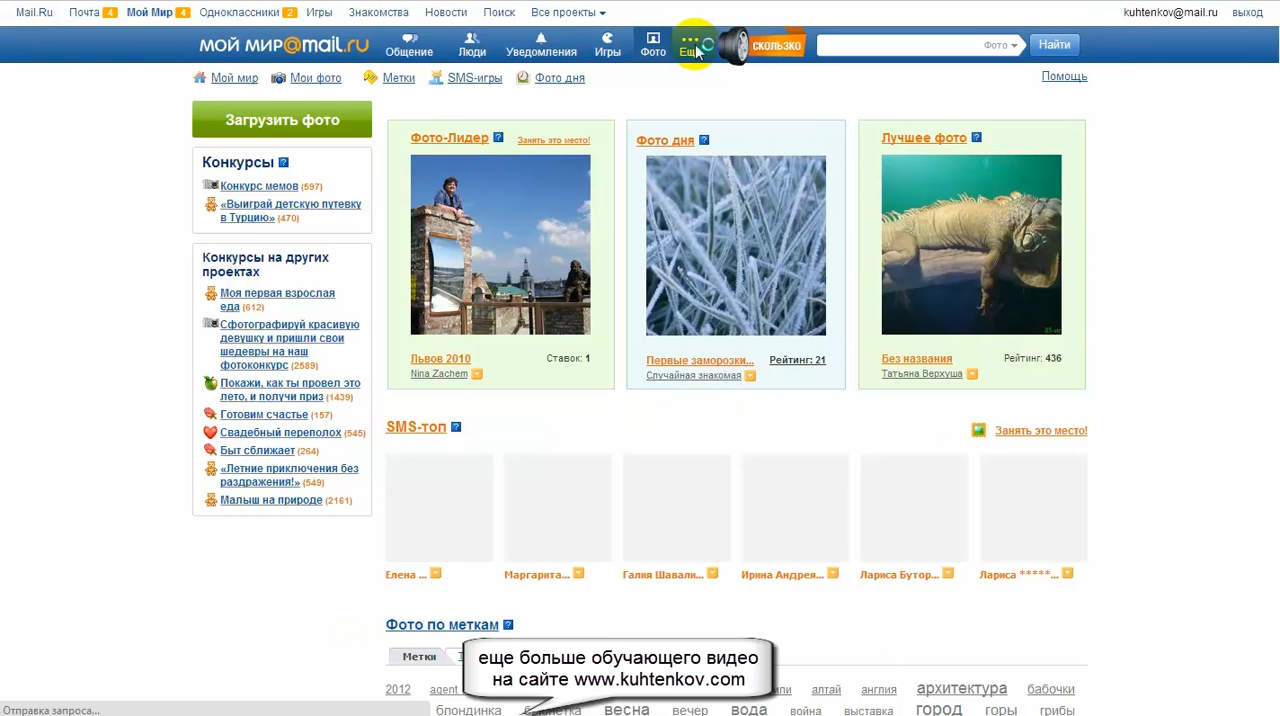 Mail.Ru Почта 4 Мой Мир 4 Одноклассники 2 Игры Знакомства Новости Поиск Все проекты kuhtenkov@mail.ru выход
МОЙ МИР@mail.ru Общение Люди Уведомления Игры Фото СКОЛЬЗКО Фото Найти
Мой мир Мои фото Метки SMS-игры Фото дня Помощь
Загрузить фото
Конкурсы ?
Конкурс мемов (597)
«Выиграй детскую путевку
в Турцию» (470)
Конкурсы на других
проектах
Моя первая взрослая
еда (612)
Сфотографируй красивую
девушку и пришли свои
шедевры на наш
фотоконкурс (2589)
Покажи, как ты провел это
лето, и получи приз (1439)
Готовим счастье (157)
Свадебный переполох (545)
Быт сближает (264)
«Летние приключения без
раздражения!» (549)
Малыш на природе (2161)
Фото-Лидер ? Занять это место!
Львов 2010 Ставок: 1
Nina Zachem
Фото дня ?
Первые заморозки... Рейтинг: 21
Случайная знакомая
Лучшее фото ?
Без названия Рейтинг: 436
Татьяна Верхуша
SMS-топ ? Занять это место!
Елена ... Маргарита... Галия Шавали... Ирина Андрея... Лариса Бутор... Лариса *****...
Фото по меткам ?
Метки
2012 agent алтай англия архитектура бабочки
блондинка брюнетка весна вечер вода война выставка город горы грибы
еще больше обучающего видео
на сайте www.kuhtenkov.com
Отправка запроса...